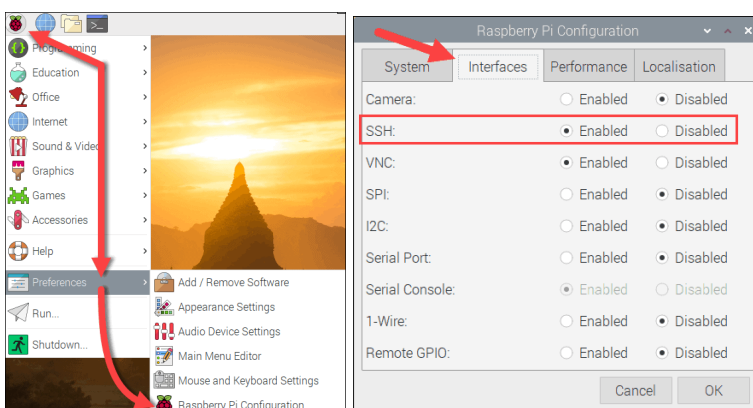 Programming
Education
Office
Internet
Sound & Video
Graphics
Games
Accessories
Help
Preferences
Run...
Shutdown...
Add / Remove Software
Appearance Settings
Audio Device Settings
Main Menu Editor
Mouse and Keyboard Settings
Raspberry Pi Configuration
Raspberry Pi Configuration
System Interfaces Performance Localisation
Camera: Enabled Disabled
SSH: Enabled Disabled
VNC: Enabled Disabled
SPI: Enabled Disabled
I2C: Enabled Disabled
Serial Port: Enabled Disabled
Serial Console: Enabled Disabled
1-Wire: Enabled Disabled
Remote GPIO: Enabled Disabled
Cancel OK